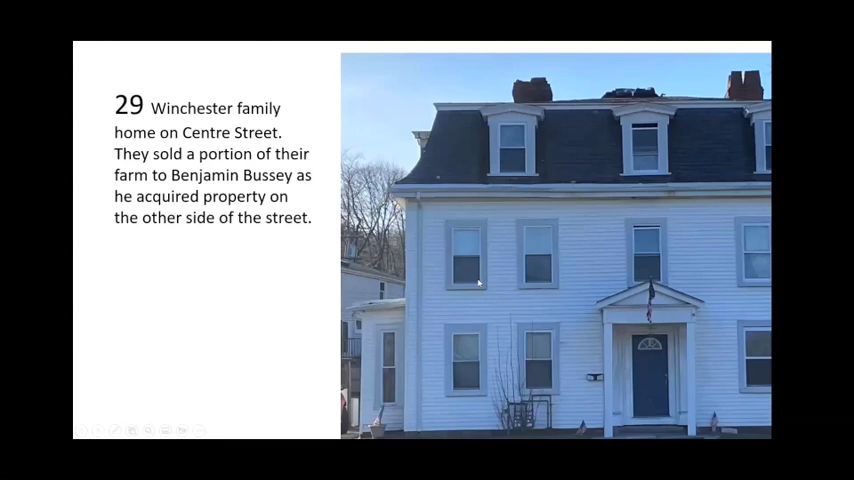 29 Winchester family
home on Centre Street.
They sold a portion of their
farm to Benjamin Bussey as
he acquired property on
the other side of the street.